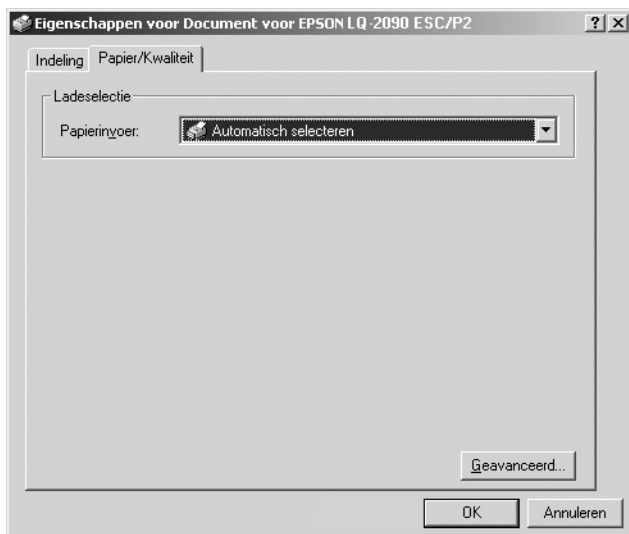 Eigenschappen voor Document voor EPSON LQ-2090 ESC/P2
Indeling Papier/Kwaliteit
Ladeselectie
Papierinvoer: Automatisch selecteren
Geavanceerd...
OK Annuleren